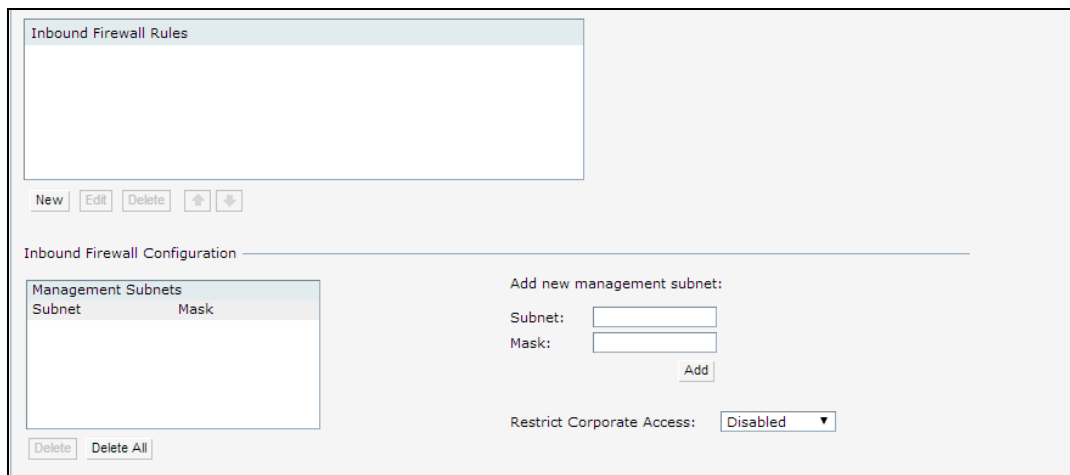 Inbound Firewall Rules
New Edit Delete
Inbound Firewall Configuration
Management Subnets
Subnet Mask
Delete Delete All
Add new management subnet:
Subnet:
Mask:
Add
Restrict Corporate Access: Disabled